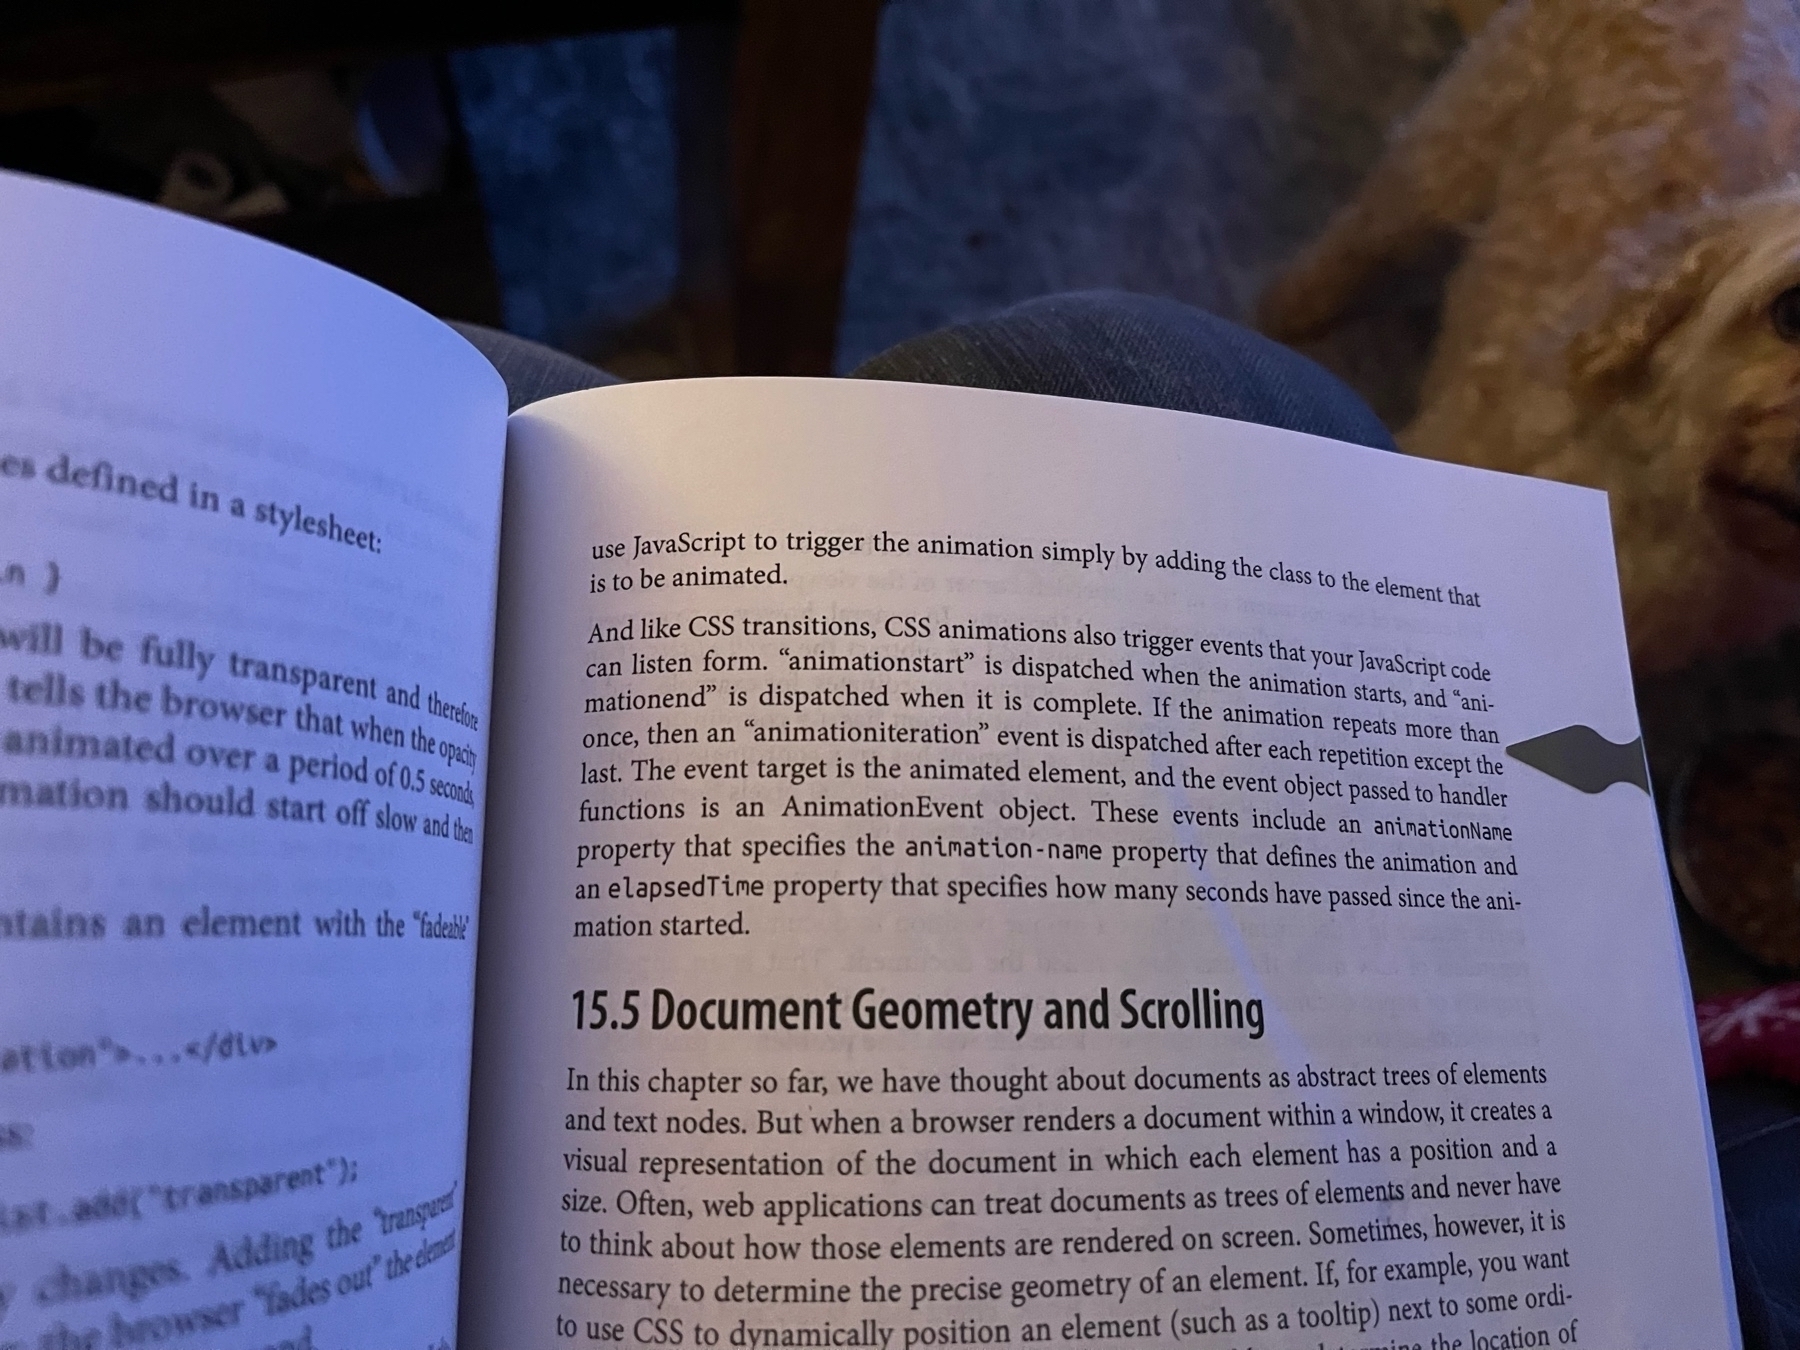 es defined in a stylesheet:
n }
will be fully transparent and therefore
tells the browser that when the opacity
animated over a period of 0.5 seconds,
mation should start off slow and then
ntains an element with the “fadeable”
ation">...</div>
ss:
ist.add("transparent");
y changes. Adding the “transparent”
the browser “fades out” the element
use JavaScript to trigger the animation simply by adding the class to the element that
is to be animated.
And like CSS transitions, CSS animations also trigger events that your JavaScript code
can listen form. “animationstart” is dispatched when the animation starts, and “ani-
mationend” is dispatched when it is complete. If the animation repeats more than
once, then an “animationiteration” event is dispatched after each repetition except the
last. The event target is the animated element, and the event object passed to handler
functions is an AnimationEvent object. These events include an animationName
property that specifies the animation-name property that defines the animation and
an elapsedTime property that specifies how many seconds have passed since the ani-
mation started.
15.5 Document Geometry and Scrolling
In this chapter so far, we have thought about documents as abstract trees of elements
and text nodes. But when a browser renders a document within a window, it creates a
visual representation of the document in which each element has a position and a
size. Often, web applications can treat documents as trees of elements and never have
to think about how those elements are rendered on screen. Sometimes, however, it is
necessary to determine the precise geometry of an element. If, for example, you want
to use CSS to dynamically position an element (such as a tooltip) next to some ordi-
the location of